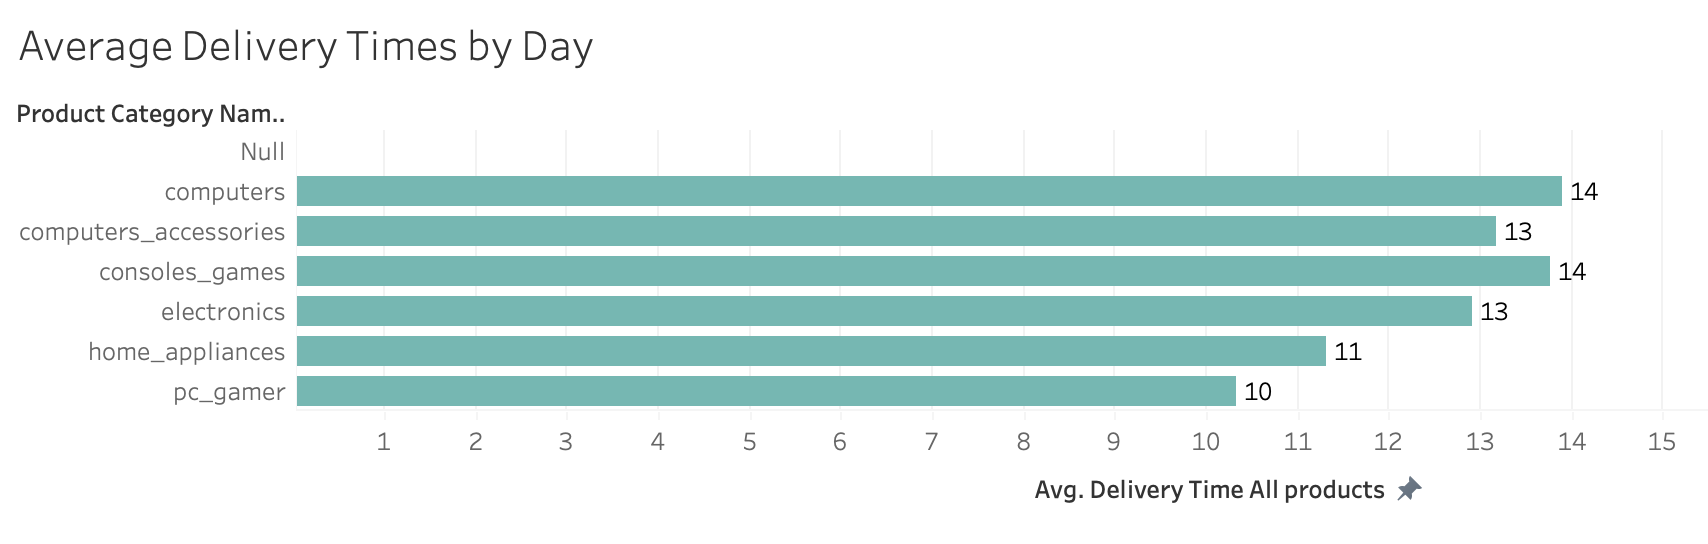 Average Delivery Times by Day
Product Category Nam..
Null
computers 14
computers_accessories 13
consoles_games 14
electronics 13
home_appliances 11
pc_gamer 10
1 2 3 4 5 6 7 8 9 10 11 12 13 14 15
Avg. Delivery Time All products